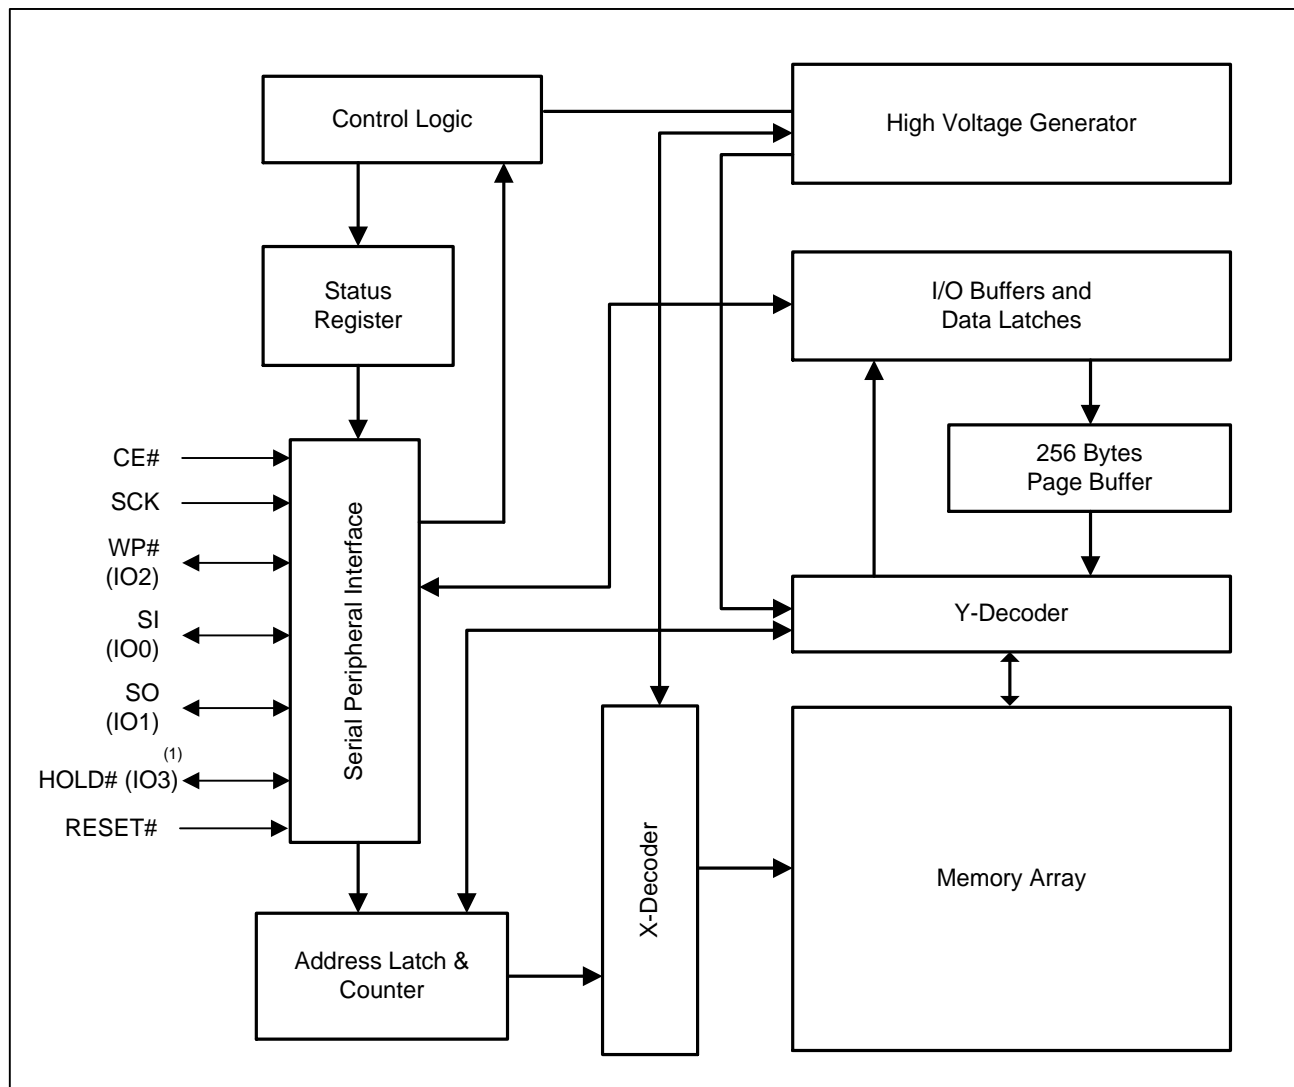 Control Logic
High Voltage Generator
Status
Register
I/O Buffers and
Data Latches
256 Bytes
Page Buffer
CE#
SCK
WP#
(IO2)
SI
(IO0)
SO
(IO1)
HOLD# (IO3)(1)
RESET#
Serial Peripheral Interface
Y-Decoder
X-Decoder
Memory Array
Address Latch &
Counter